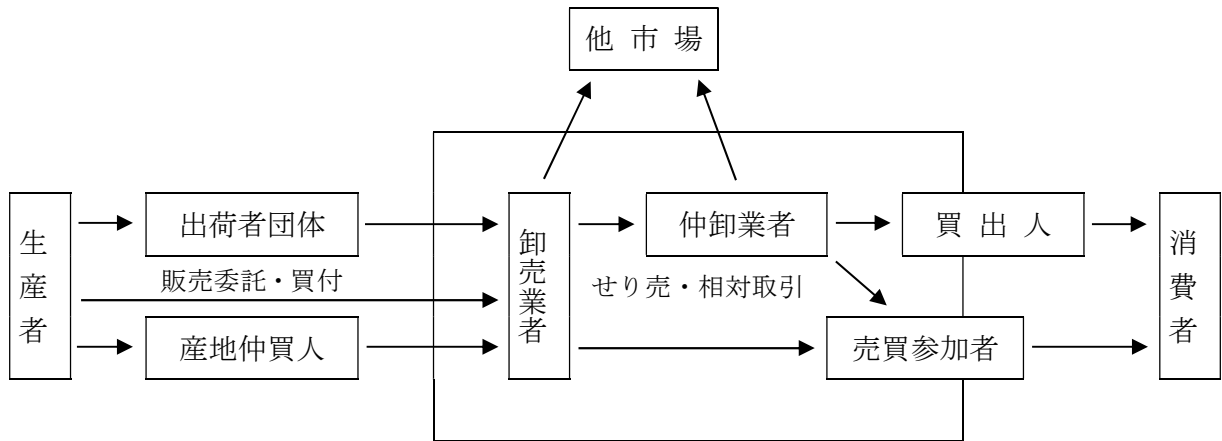 他市場
生産者
出荷者団体
販売委託・買付
産地仲買人
卸売業者
仲卸業者
せり売・相対取引
買出人
売買参加者
消費者